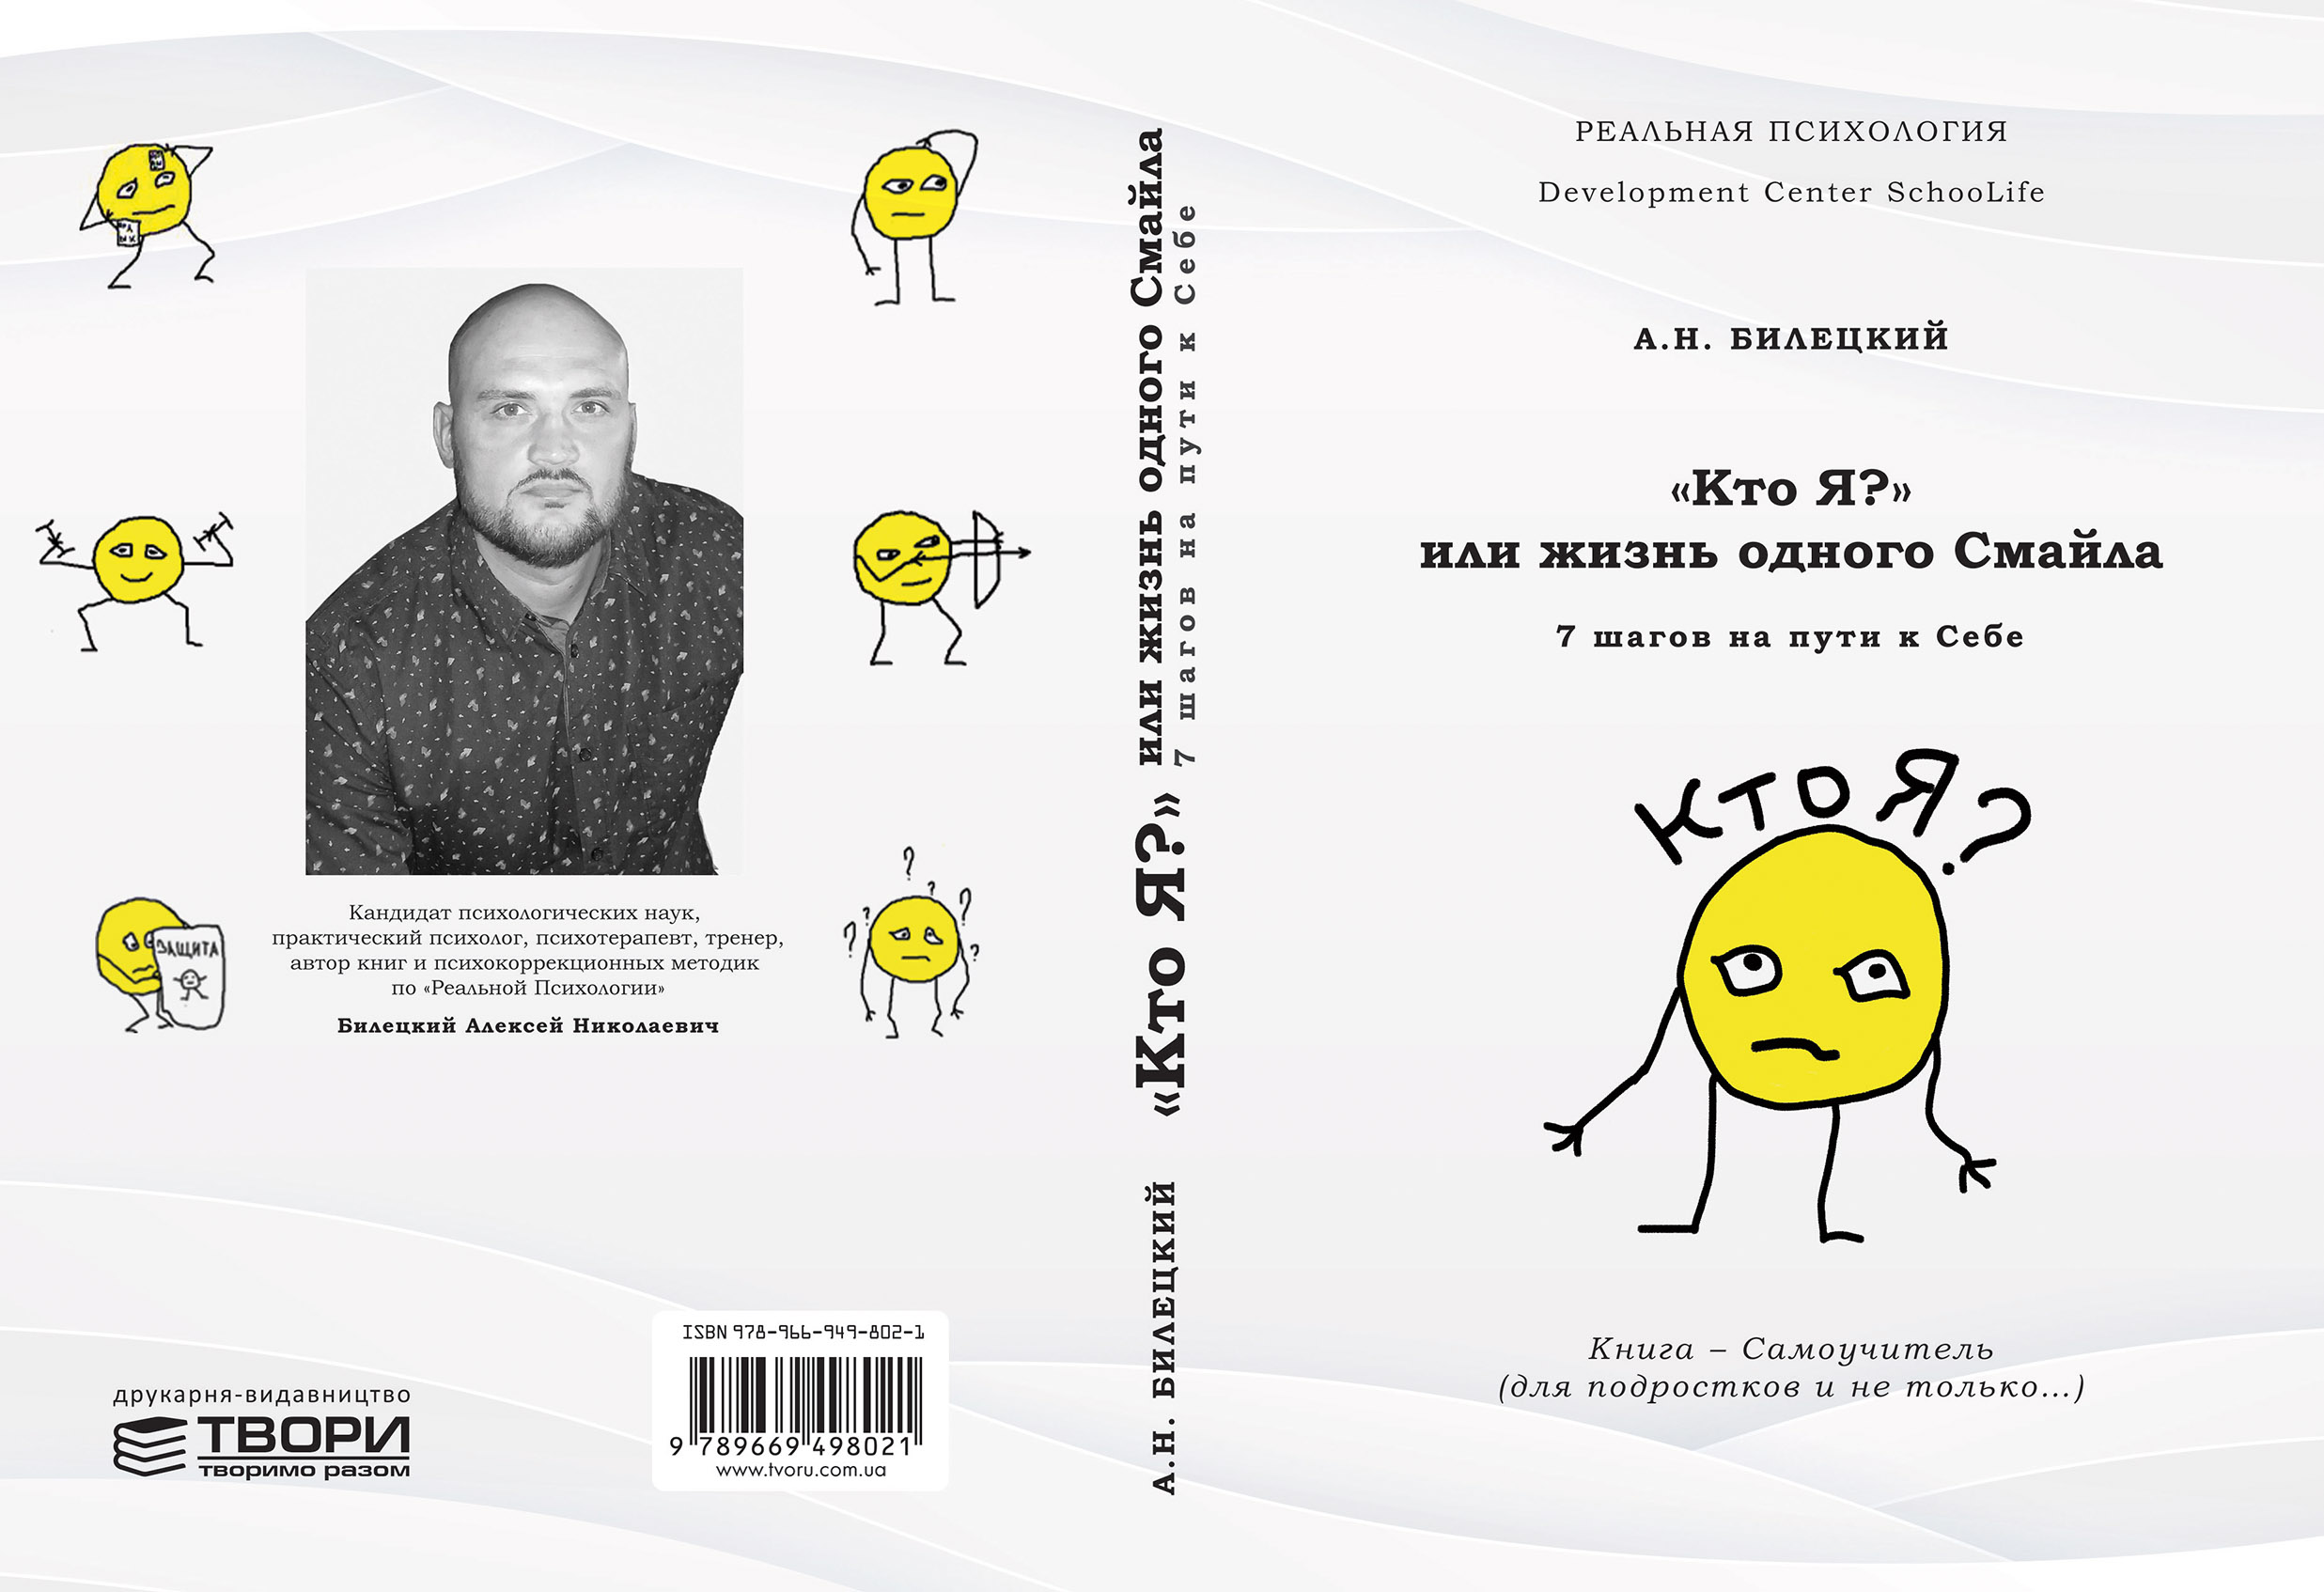 Кандидат психологических наук,
практический психолог, психотерапевт, тренер,
автор книг и психокоррекционных методик
по «Реальной Психологии»
Билецкий Алексей Николаевич
ЗАЩИТА
? ? ? ? ? ?
друкарня-видавництво
ТВОРИ
творимо разом
ISBN 978-966-949-802-1
9 789669 498021
www.tvoru.com.ua
А.Н. БИЛЕЦКИЙ «Кто Я?» или жизнь одного Смайла
7 шагов на пути к Себе
РЕАЛЬНАЯ ПСИХОЛОГИЯ
Development Center SchooLife
А.Н. БИЛЕЦКИЙ
«Кто Я?»
или жизнь одного Смайла
7 шагов на пути к Себе
КТО Я?
Книга – Самоучитель
(для подростков и не только...)